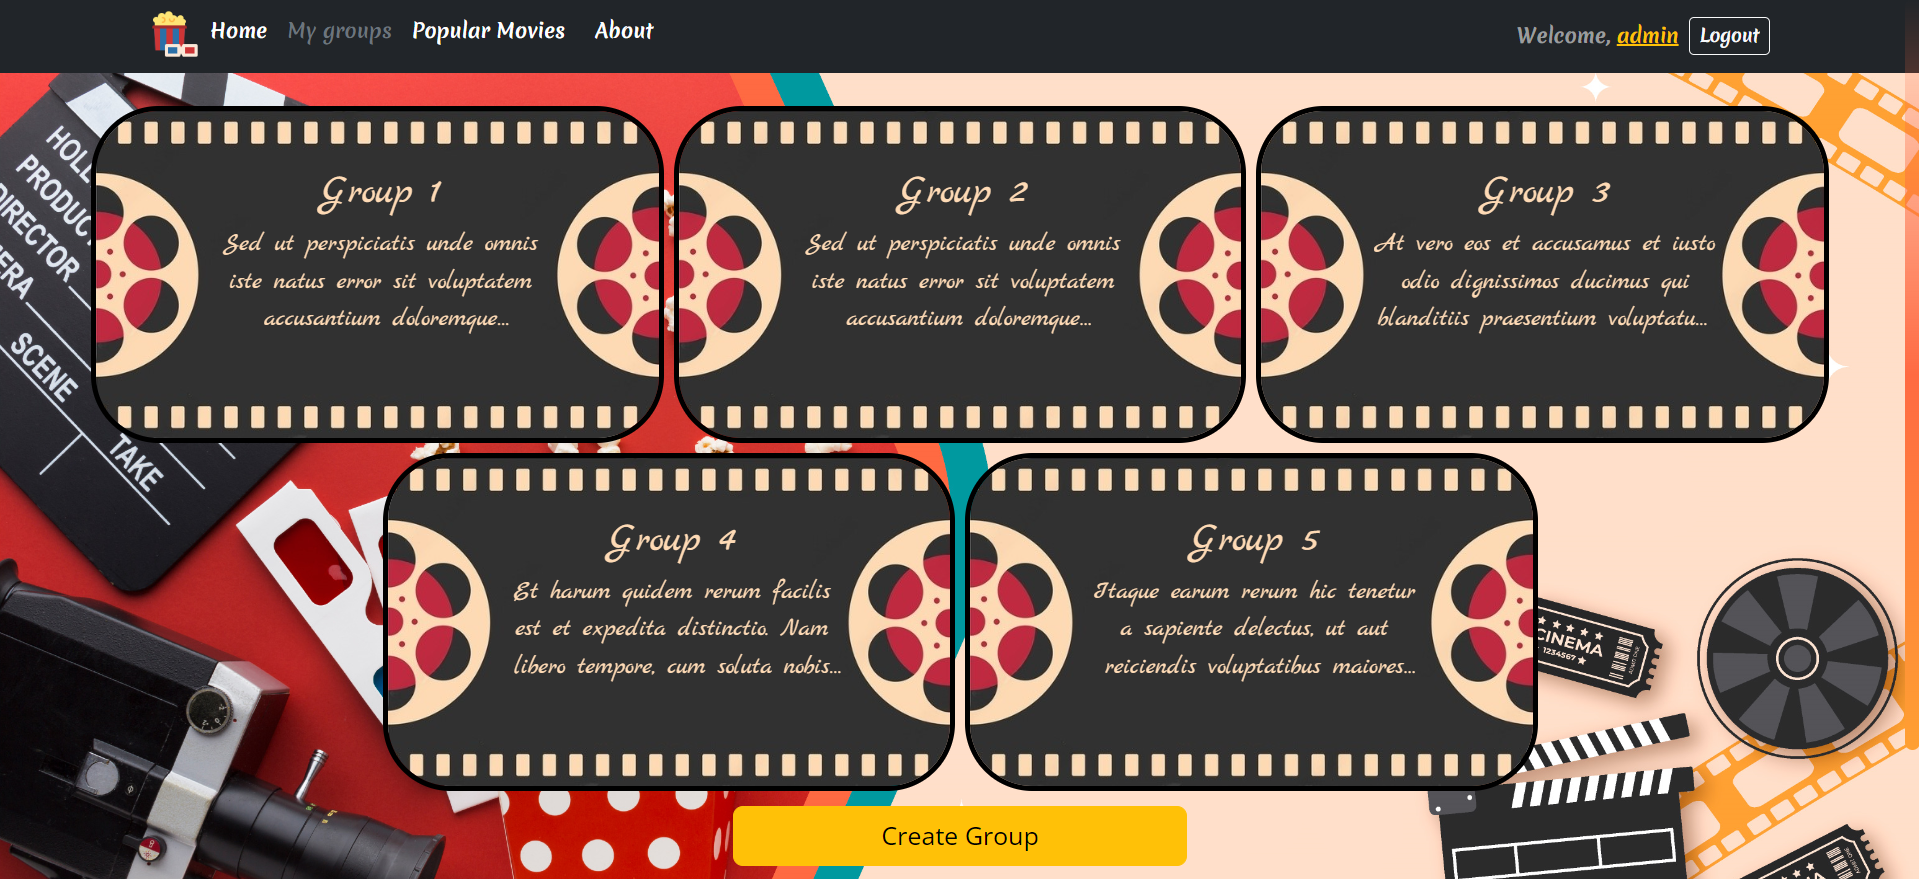 Home My groups Popular Movies About
Welcome, admin Logout
HOLL
PRODUC
DIRECTOR
ERA
SCENE
TAKE
Group 1
Sed ut perspiciatis unde omnis
iste natus error sit voluptatem
accusantium doloremque...
Group 2
Sed ut perspiciatis unde omnis
iste natus error sit voluptatem
accusantium doloremque...
Group 3
At vero eos et accusamus et iusto
odio dignissimos ducimus qui
blanditiis praesentium voluptatu...
Group 4
Et harum quidem rerum facilis
est et expedita distinctio. Nam
libero tempore, cum soluta nobis...
Group 5
Itaque earum rerum hic tenetur
a sapiente delectus, ut aut
reiciendis voluptatibus maiores...
CINEMA
1234567
Create Group